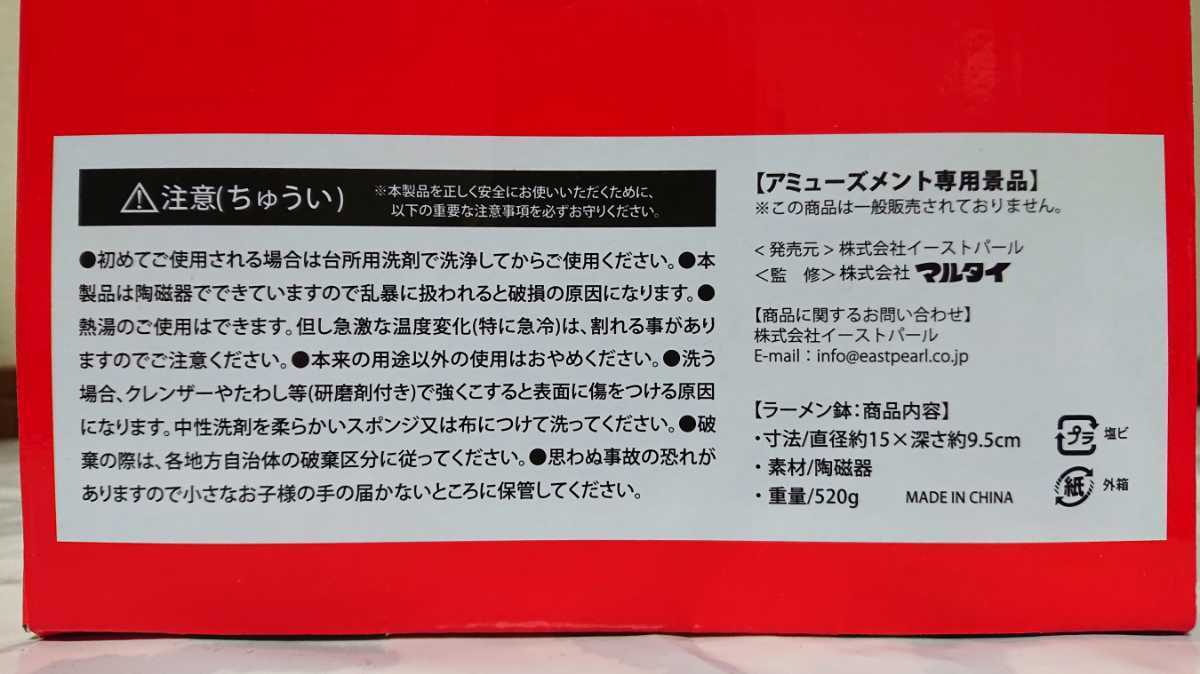 注意(ちゅうい)
※本製品を正しく安全にお使いいただくために、
以下の重要な注意事項を必ずお守りください。
●初めてご使用される場合は台所用洗剤で洗浄してからご使用ください。●本
製品は陶磁器でできていますので乱暴に扱われると破損の原因になります。●
熱湯のご使用はできます。但し急激な温度変化(特に急冷)は、割れる事があり
ますのでご注意ください。●本来の用途以外の使用はおやめください。●洗う
場合、クレンザーやたわし等(研磨剤付き)で強くこすると表面に傷をつける原因
になります。中性洗剤を柔らかいスポンジ又は布につけて洗ってください。●破
棄の際は、各地方自治体の破棄区分に従ってください。●思わぬ事故の恐れが
ありますので小さなお子様の手の届かないところに保管してください。
【アミューズメント専用景品】
※この商品は一般販売されておりません。
<発売元>株式会社イーストパール
<監 修>株式会社 マルタイ
【商品に関するお問い合わせ】
株式会社イーストパール
E-mail:info@eastpearl.co.jp
【ラーメン鉢:商品内容】
・寸法/直径約15×深さ約9.5cm
・素材/陶磁器
・重量/520g MADE IN CHINA
プラ 塩ビ
紙 外箱